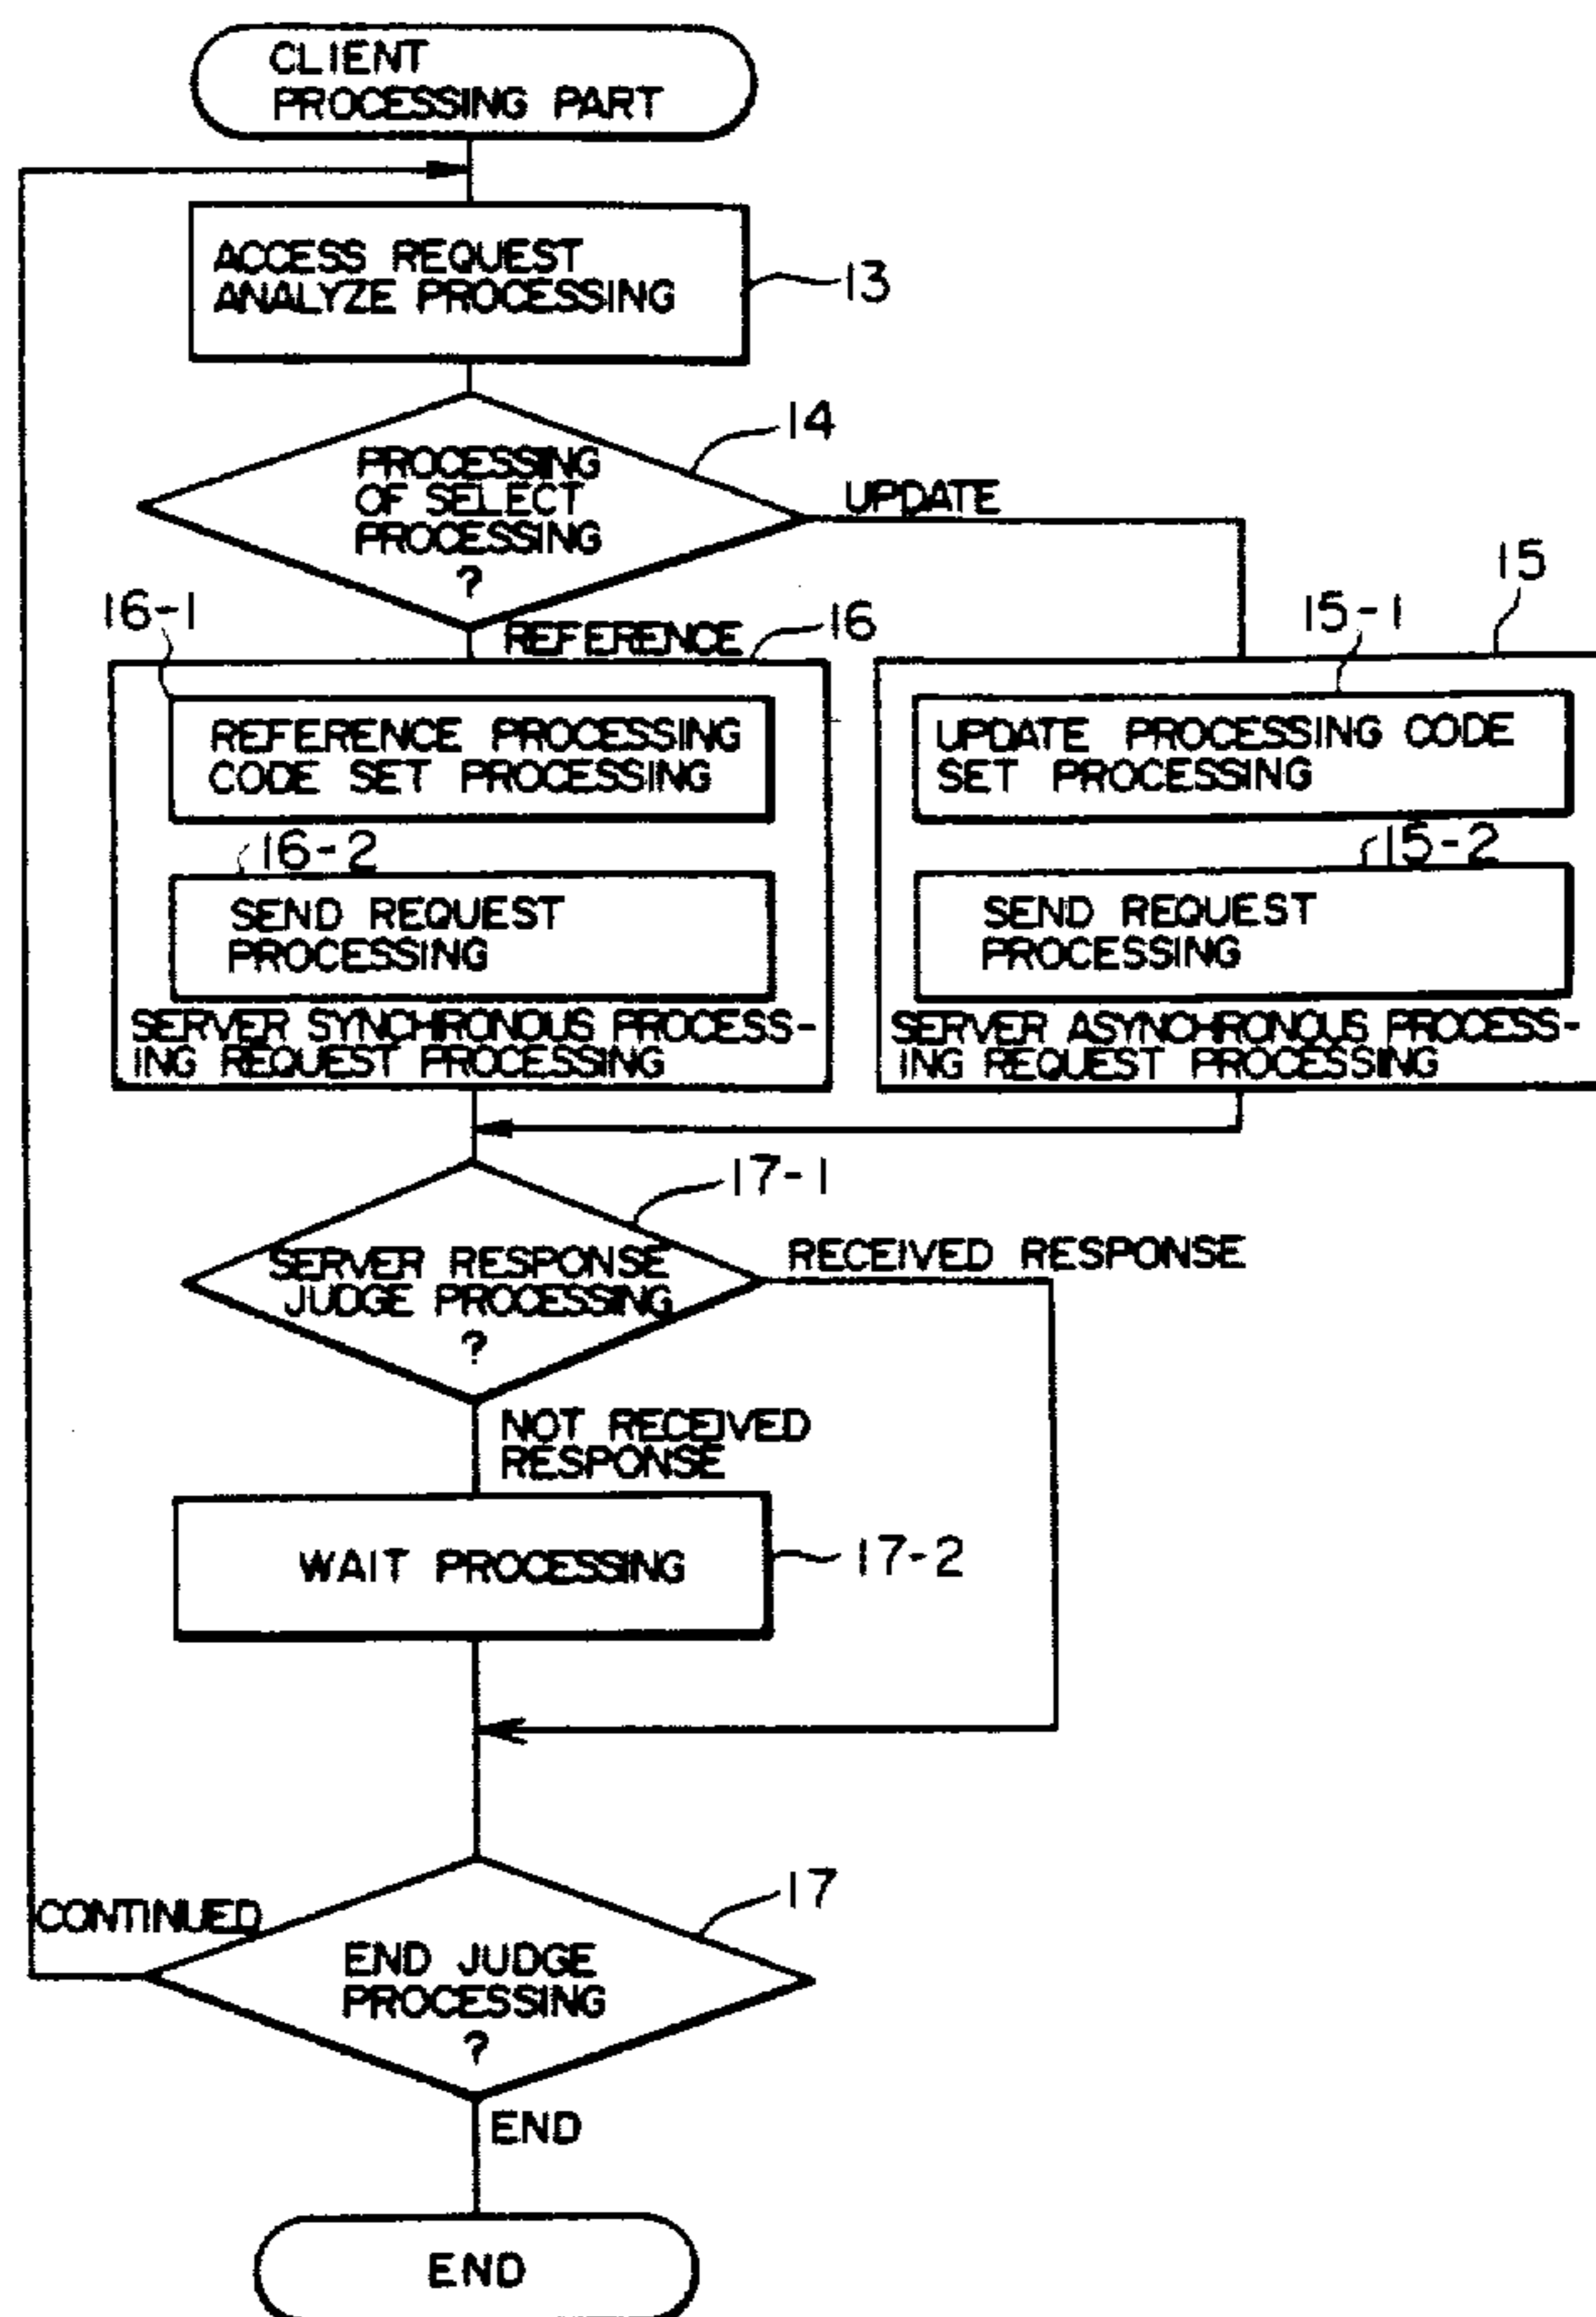 CLIENT
PROCESSING PART
ACCESS REQUEST
ANALYZE PROCESSING
13
14
PROCESSING
OF SELECT
PROCESSING
?
UPDATE
REFERENCE
16
16-1
REFERENCE PROCESSING
CODE SET PROCESSING
16-2
SEND REQUEST
PROCESSING
SERVER SYNCHRONOUS PROCESS-
ING REQUEST PROCESSING
15
15-1
UPDATE PROCESSING CODE
SET PROCESSING
15-2
SEND REQUEST
PROCESSING
SERVER ASYNCHRONOUS PROCESS-
ING REQUEST PROCESSING
17-1
SERVER RESPONSE
JUDGE PROCESSING
?
RECEIVED RESPONSE
NOT RECEIVED
RESPONSE
WAIT PROCESSING
17-2
17
CONTINUED
END JUDGE
PROCESSING
?
END
END